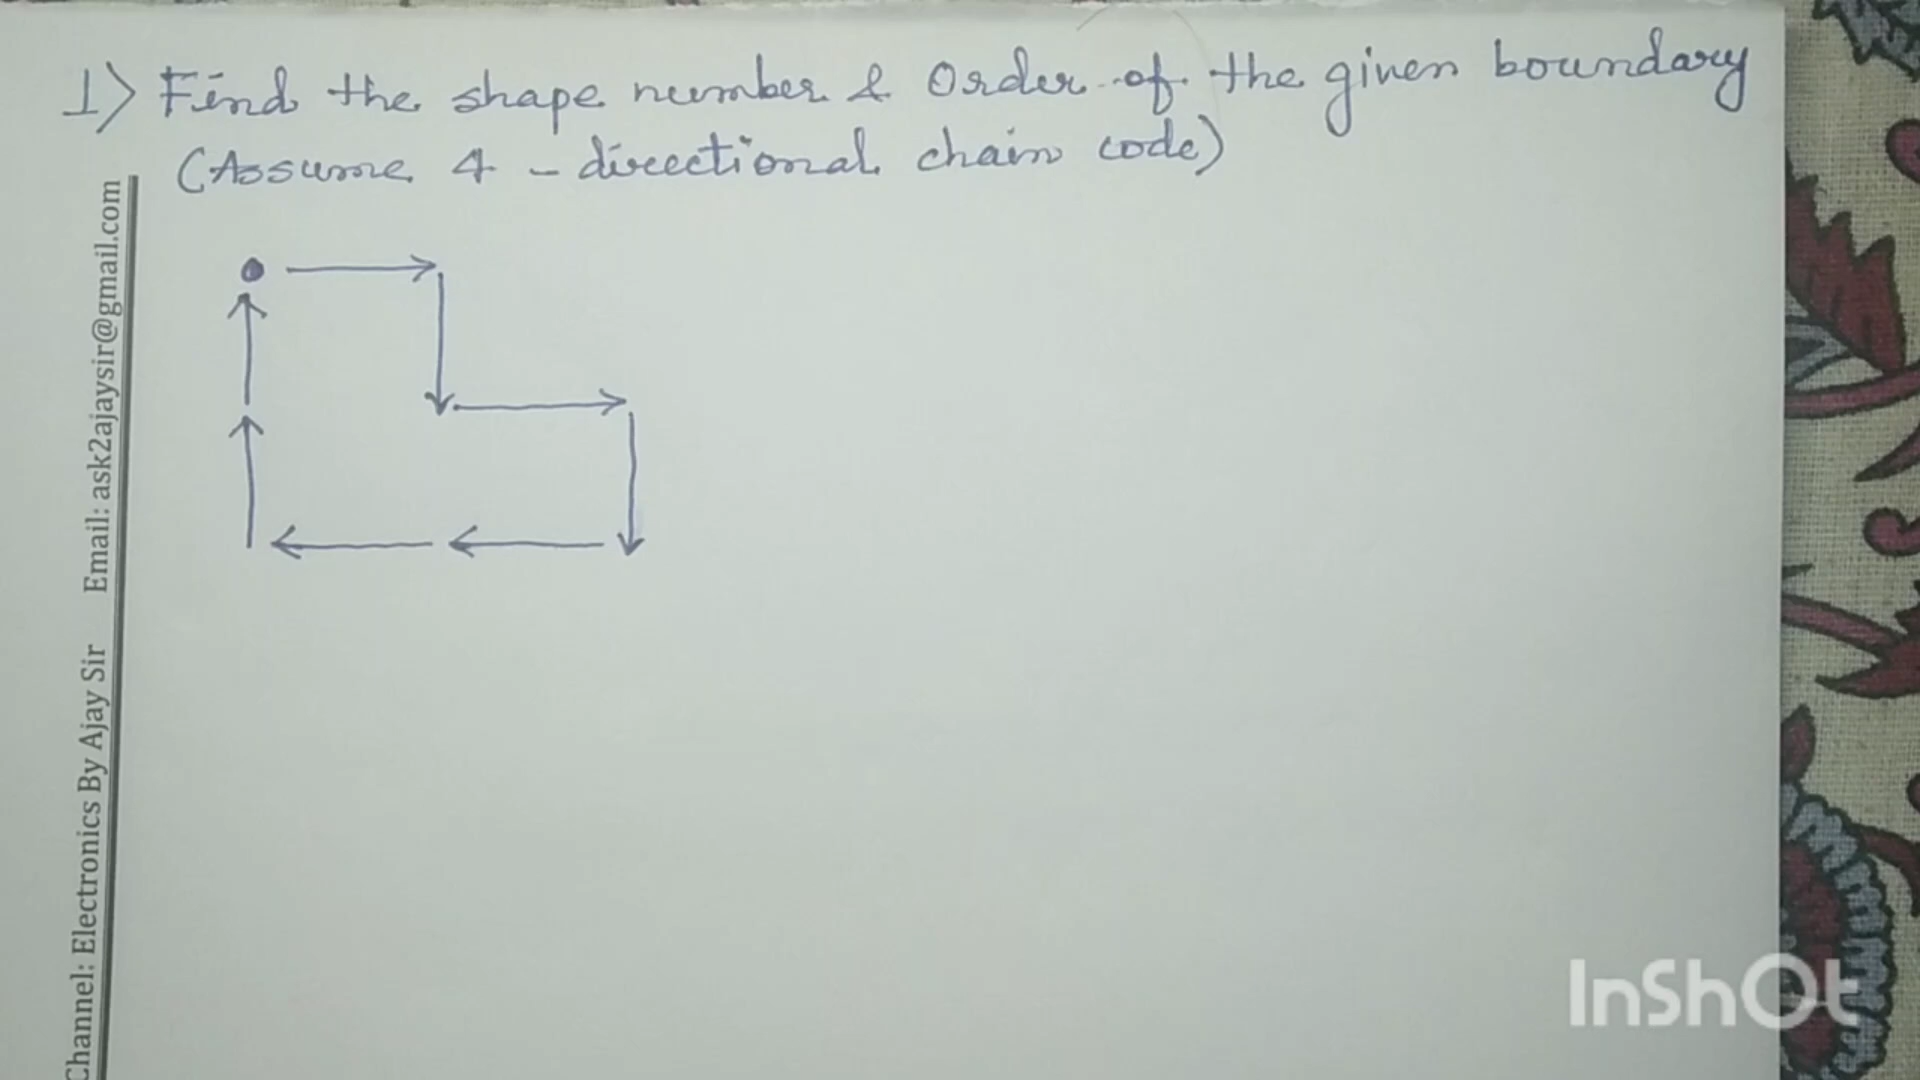 1) Find the shape number & Order of the given boundary
(Assume 4 - directional chain code)
Channel: Electronics By Ajay Sir Email: ask2ajaysir@gmail.com
InShOt